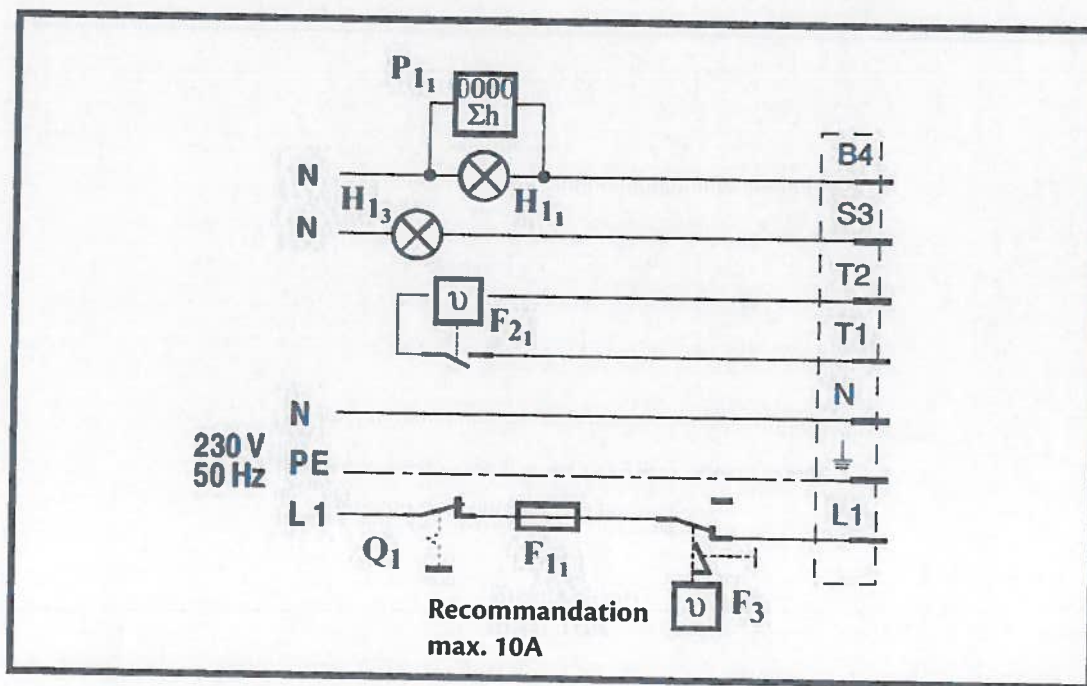 P1₁
0000
Σh
B4
N
H1₃
H1₁
S3
N
T2
υ
F2₁
T1
N
N
230 V
50 Hz
PE
L1
L1
Q1
F1₁
υ
F3
Recommandation
max. 10A